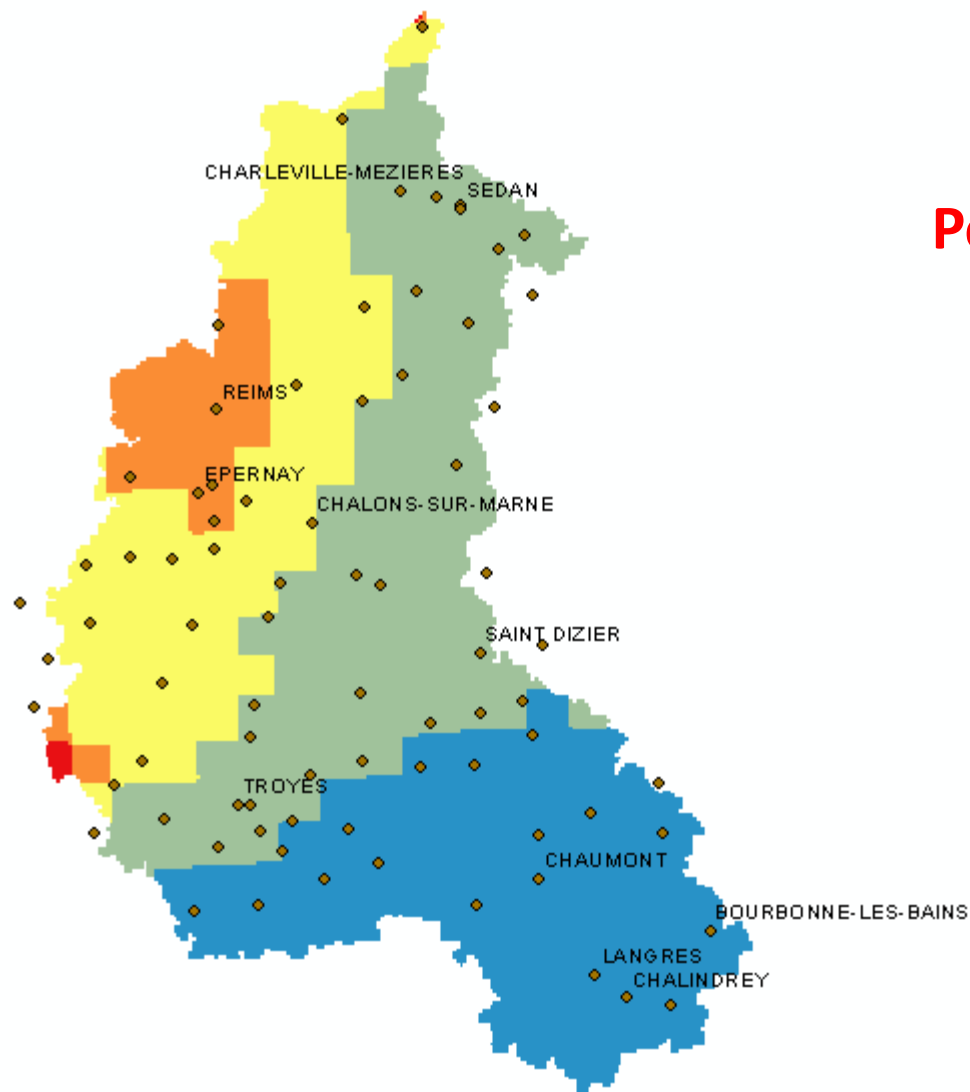 CHARLEVILLE-MEZIERES
SEDAN
REIMS
EPERNAY
CHALONS-SUR-MARNE
SAINT DIZIER
TROYES
CHAUMONT
BOURBONNE-LES-BAINS
LANGRES
CHALINDREY